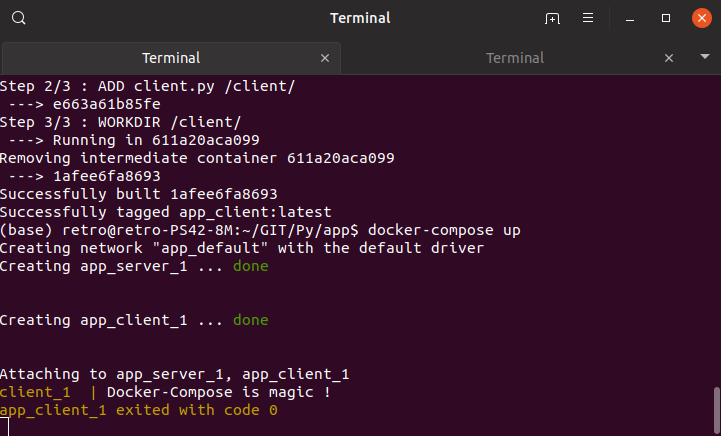 Terminal
Terminal
Terminal
Step 2/3 : ADD client.py /client/
---> e663a61b85fe
Step 3/3 : WORKDIR /client/
---> Running in 611a20aca099
Removing intermediate container 611a20aca099
---> 1afee6fa8693
Successfully built 1afee6fa8693
Successfully tagged app_client:latest
(base) retro@retro-PS42-8M:~/GIT/Py/app$ docker-compose up
Creating network "app_default" with the default driver
Creating app_server_1 ... done
Creating app_client_1 ... done
Attaching to app_server_1, app_client_1
client_1  | Docker-Compose is magic !
app_client_1 exited with code 0